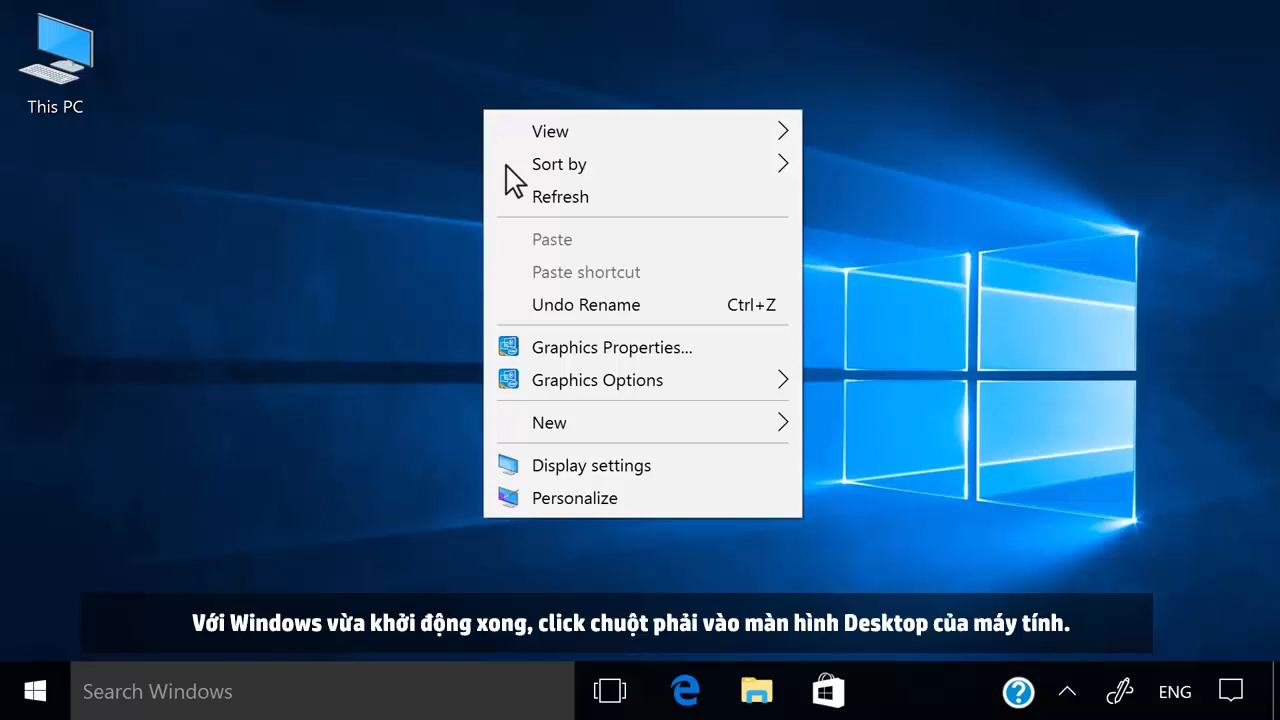 This PC
View
Sort by
Refresh
Paste
Paste shortcut
Undo Rename Ctrl+Z
Graphics Properties...
Graphics Options
New
Display settings
Personalize
Với Windows vừa khởi động xong, click chuột phải vào màn hình Desktop của máy tính.
Search Windows
ENG